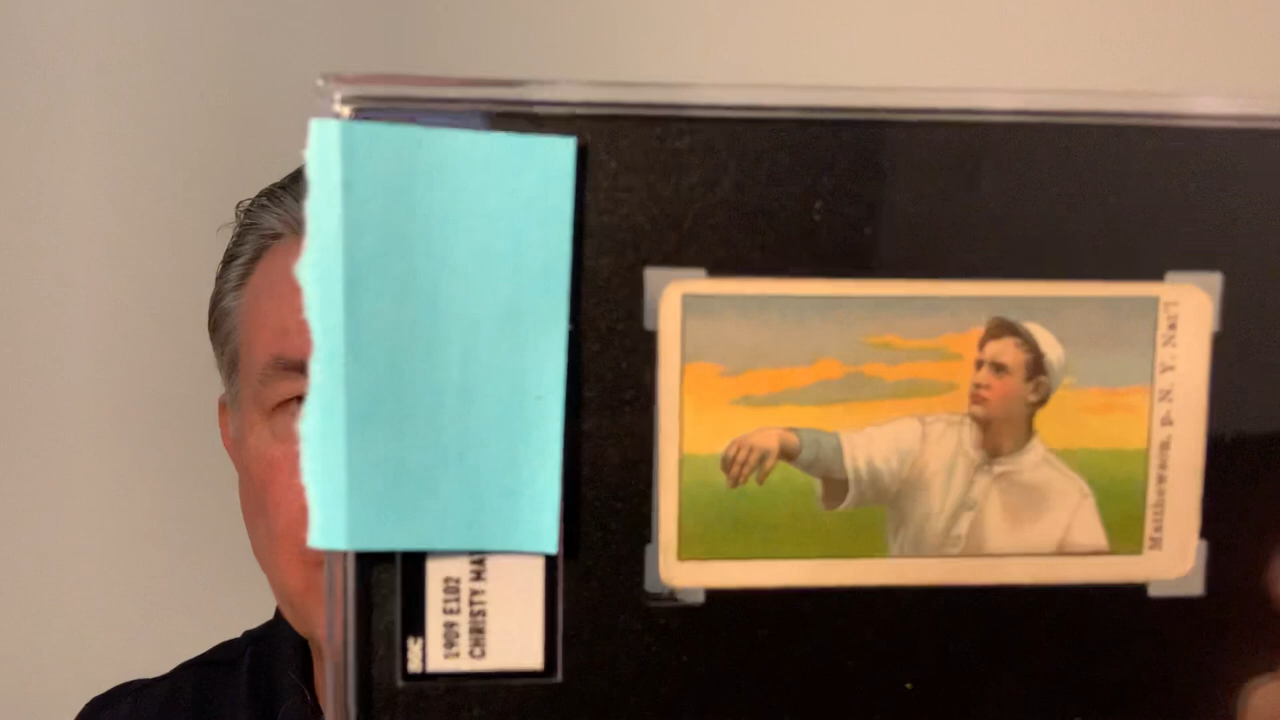 SGC
1909 E102
CHRISTY MA
Matthewson, p. N. Y. Nat'l